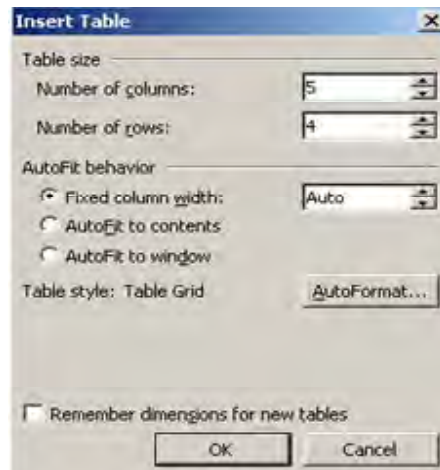 Insert Table
Table size
Number of columns: 5
Number of rows: 4
AutoFit behavior
Fixed column width: Auto
AutoFit to contents
AutoFit to window
Table style: Table Grid AutoFormat...
Remember dimensions for new tables
OK Cancel